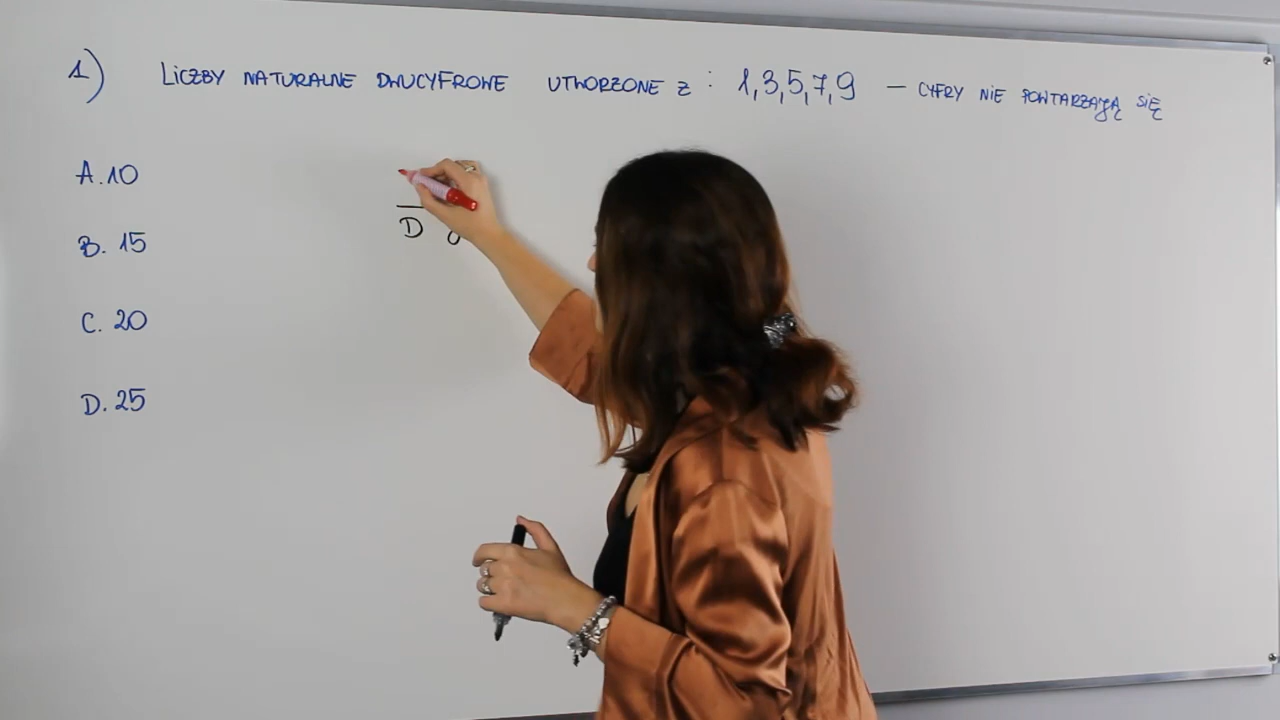 1) LICZBY NATURALNE DWUCYFROWE UTWORZONE Z : 1,3,5,7,9 — CYFRY NIE POWTARZAJĄ SIĘ
A. 10
B. 15
C. 20
D. 25
D